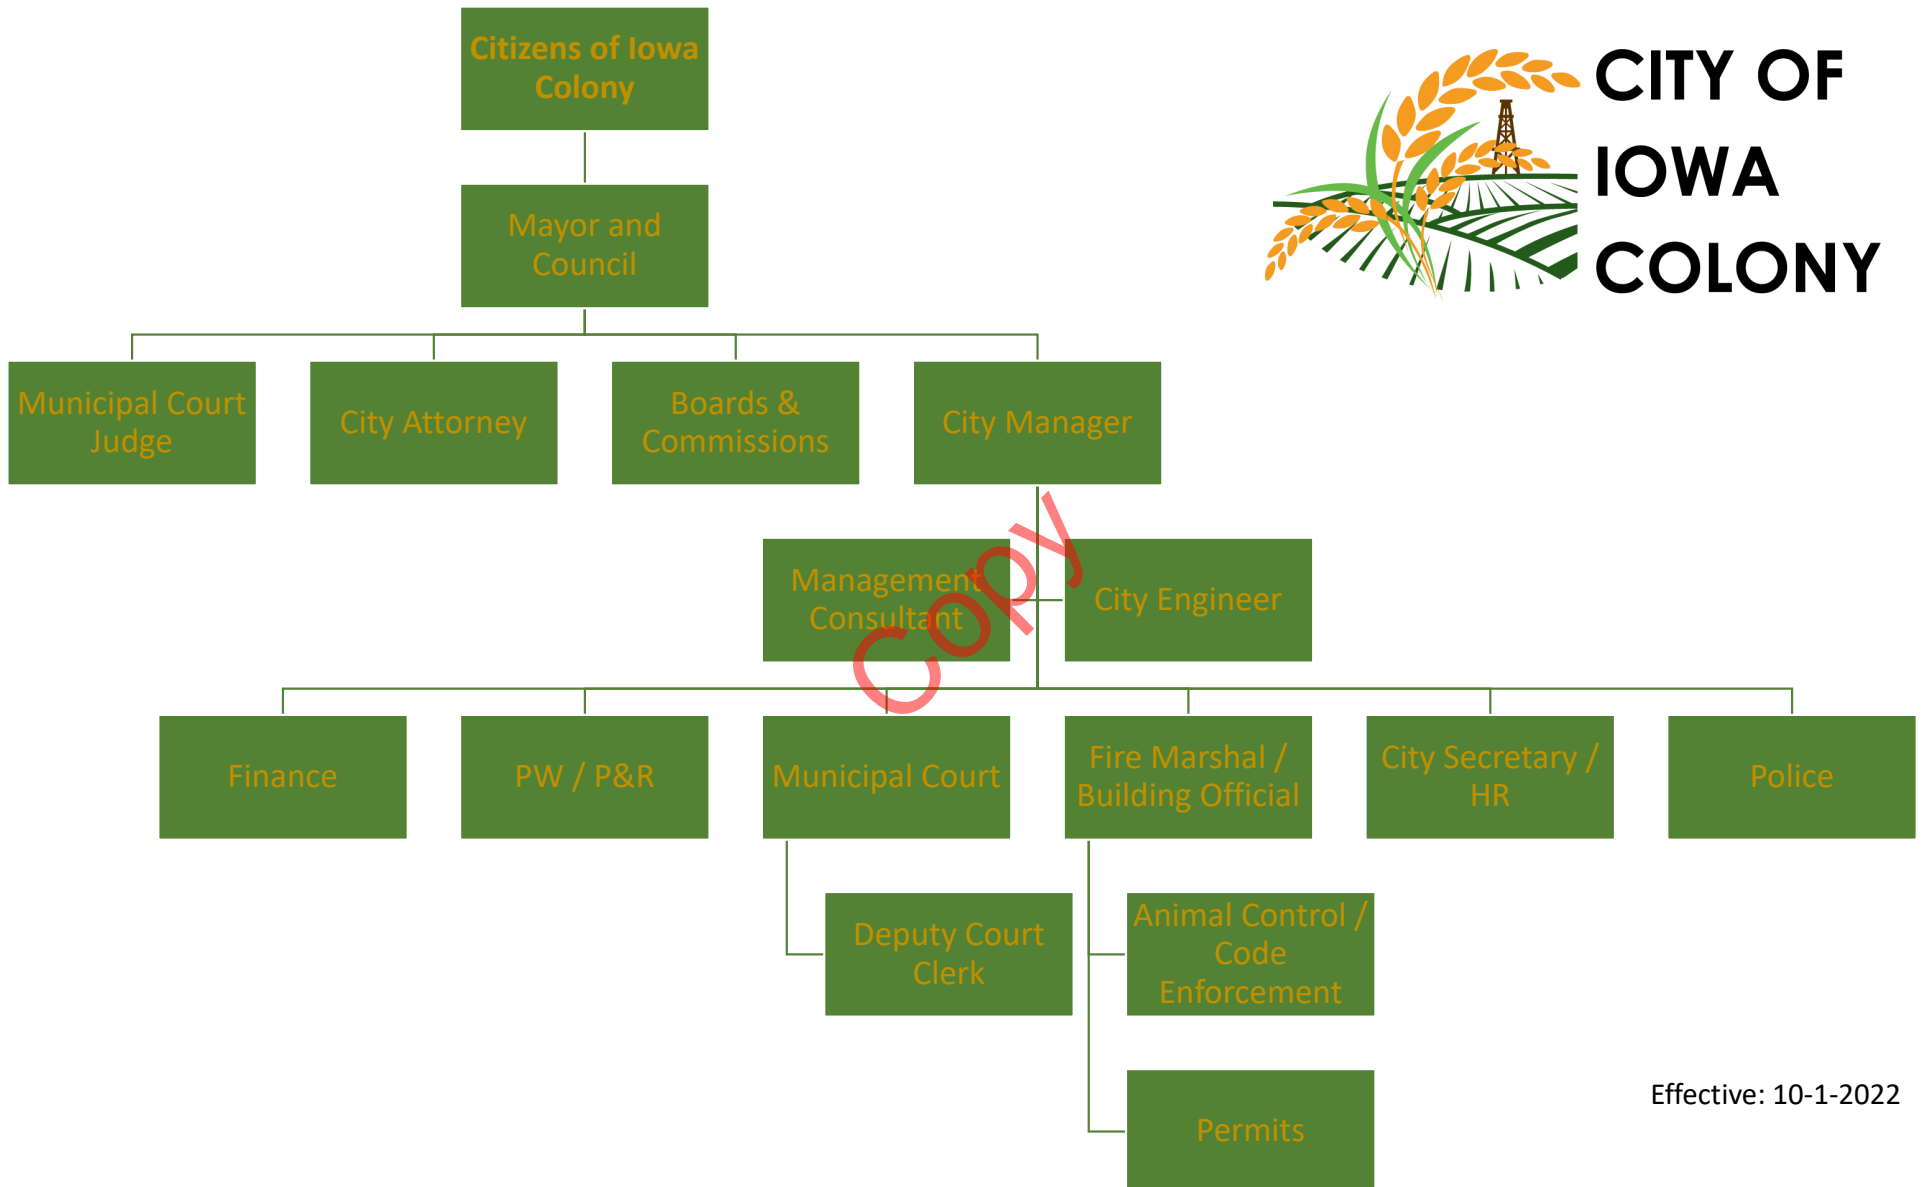 Citizens of Iowa
Colony
CITY OF
IOWA
COLONY
Mayor and
Council
Municipal Court
Judge
City Attorney
Boards &
Commissions
City Manager
Management
Consultant
City Engineer
Copy
Finance
PW / P&R
Municipal Court
Fire Marshal /
Building Official
City Secretary /
HR
Police
Deputy Court
Clerk
Animal Control /
Code
Enforcement
Permits
Effective: 10-1-2022